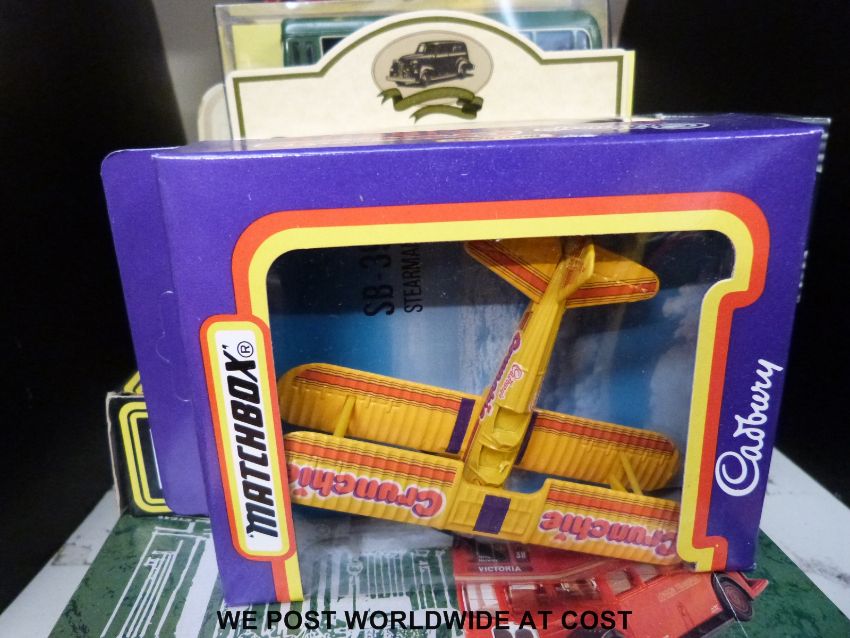 SB-3
STEARMA
MATCHBOX®
Cadbury
Crunchie
Crunchie
Crunchie
VICTORIA
WE POST WORLDWIDE AT COST